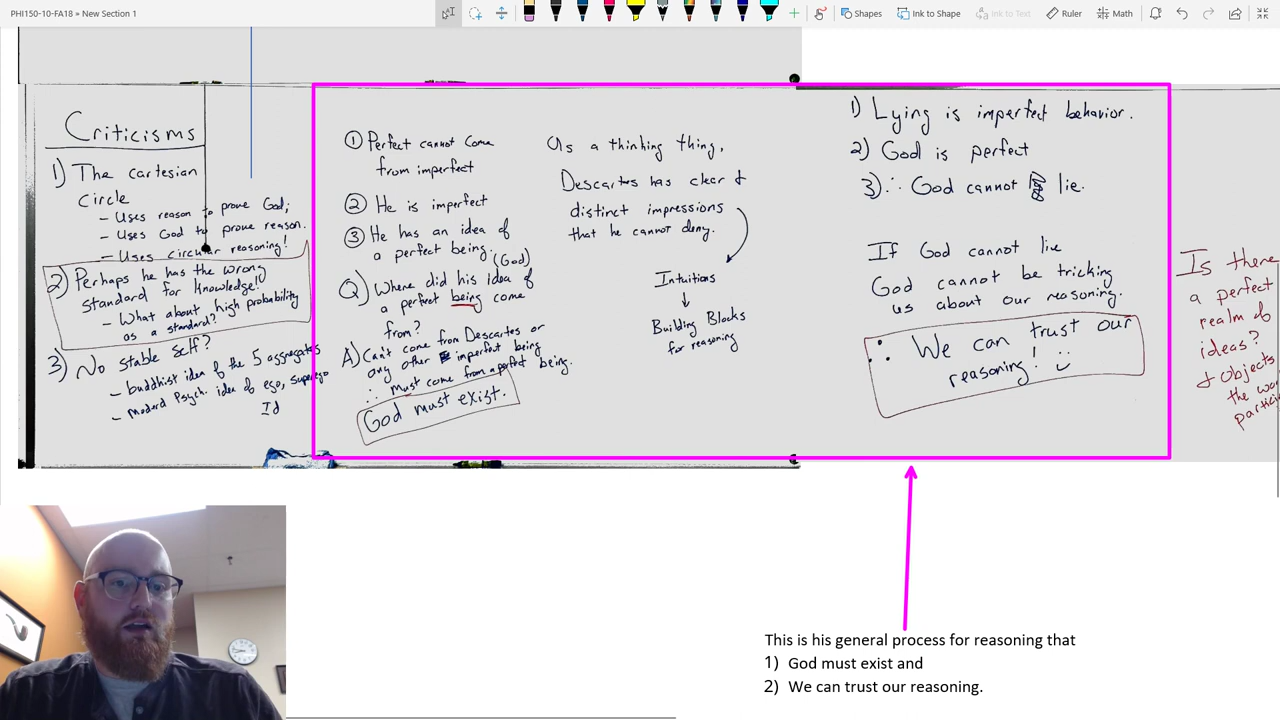 PHI150-10-FA18 » New Section 1
Shapes
Ink to Shape
Ink to Text
Ruler
Math
Criticisms
1) The cartesian
Circle
- Uses reason to prove God;
- Uses God to prove reason.
- Uses circular reasoning!
2) Perhaps he has the wrong
standard for knowledge!
- What about high probability
as a standard?
3) No stable self?
- buddhist idea of the 5 aggregates
- modern Psych. idea of ego, superego
Id
① Perfect cannot come
from imperfect
② He is imperfect
③ He has an idea of
a perfect being. (God)
Q) Where did his idea of
a perfect being come
from?
A) Can't come from Descartes or
any other imperfect being
∴ must come from a perfect being.
God must exist.
As a thinking thing,
Descartes has clear &
distinct impressions
that he cannot deny.
Intuitions
↓
Building Blocks
for reasoning
1) Lying is imperfect behavior.
2) God is perfect
3) ∴ God cannot lie.
If God cannot lie
God cannot be tricking
us about our reasoning.
∴ We can trust our
reasoning! :)
Is there
a perfect
realm of
ideas?
& Objects
the
This is his general process for reasoning that
1) God must exist and
2) We can trust our reasoning.